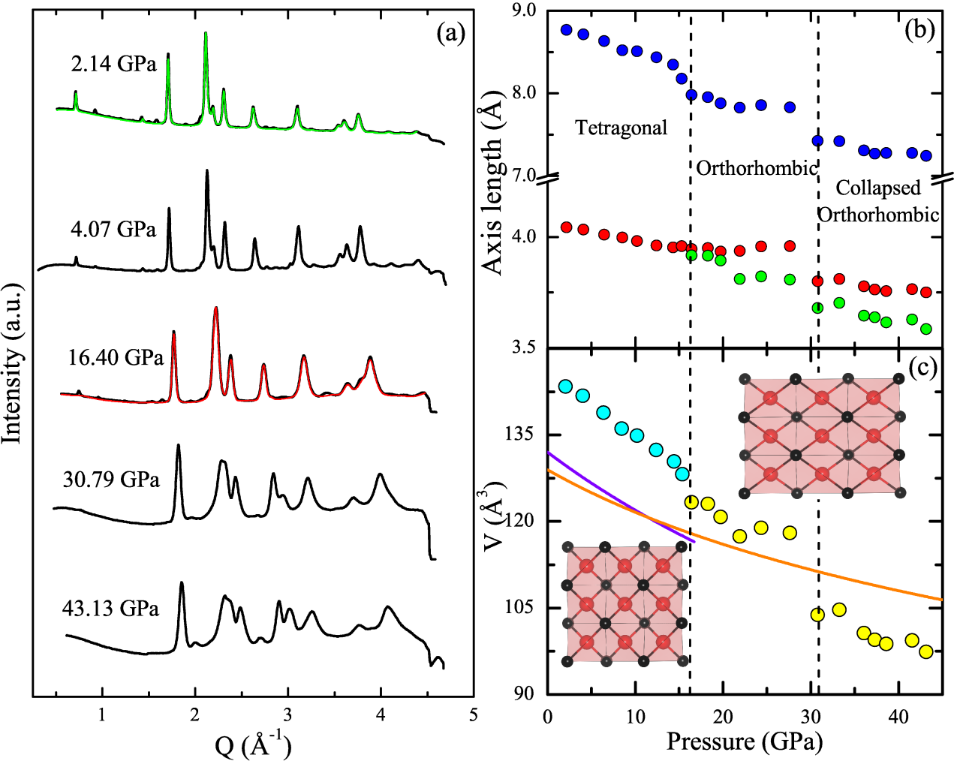 (a)
2.14 GPa
4.07 GPa
16.40 GPa
30.79 GPa
43.13 GPa
Intensity (a.u.)
1 2 3 4 5
Q (Å-1)
(b)
9.0
8.0
7.0
4.0
3.5
Axis length (Å)
Tetragonal
Orthorhombic
Collapsed
Orthorhombic
(c)
135
120
105
90
V (Å3)
0 10 20 30 40
Pressure (GPa)